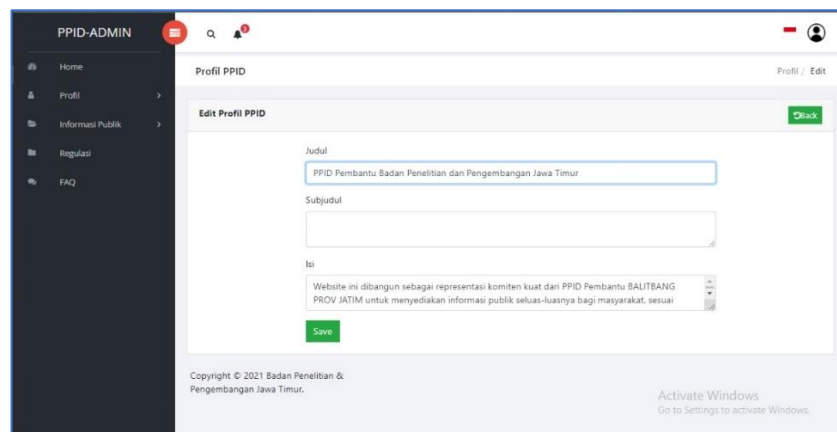 PPID-ADMIN
Home
Profil PPID
Profil / Edit
Profil
Informasi Publik
Regulasi
FAQ
Edit Profil PPID
Back
Judul
PPID Pembantu Badan Penelitian dan Pengembangan Jawa Timur
Subjudul
Isi
Website ini dibangun sebagai representasi komiten kuat dari PPID Pembantu BALITBANG
PROV JATIM untuk menyediakan informasi publik seluas-luasnya bagi masyarakat, sesuai
Save
Copyright © 2021 Badan Penelitian &
Pengembangan Jawa Timur.
Activate Windows
Go to Settings to activate Windows.